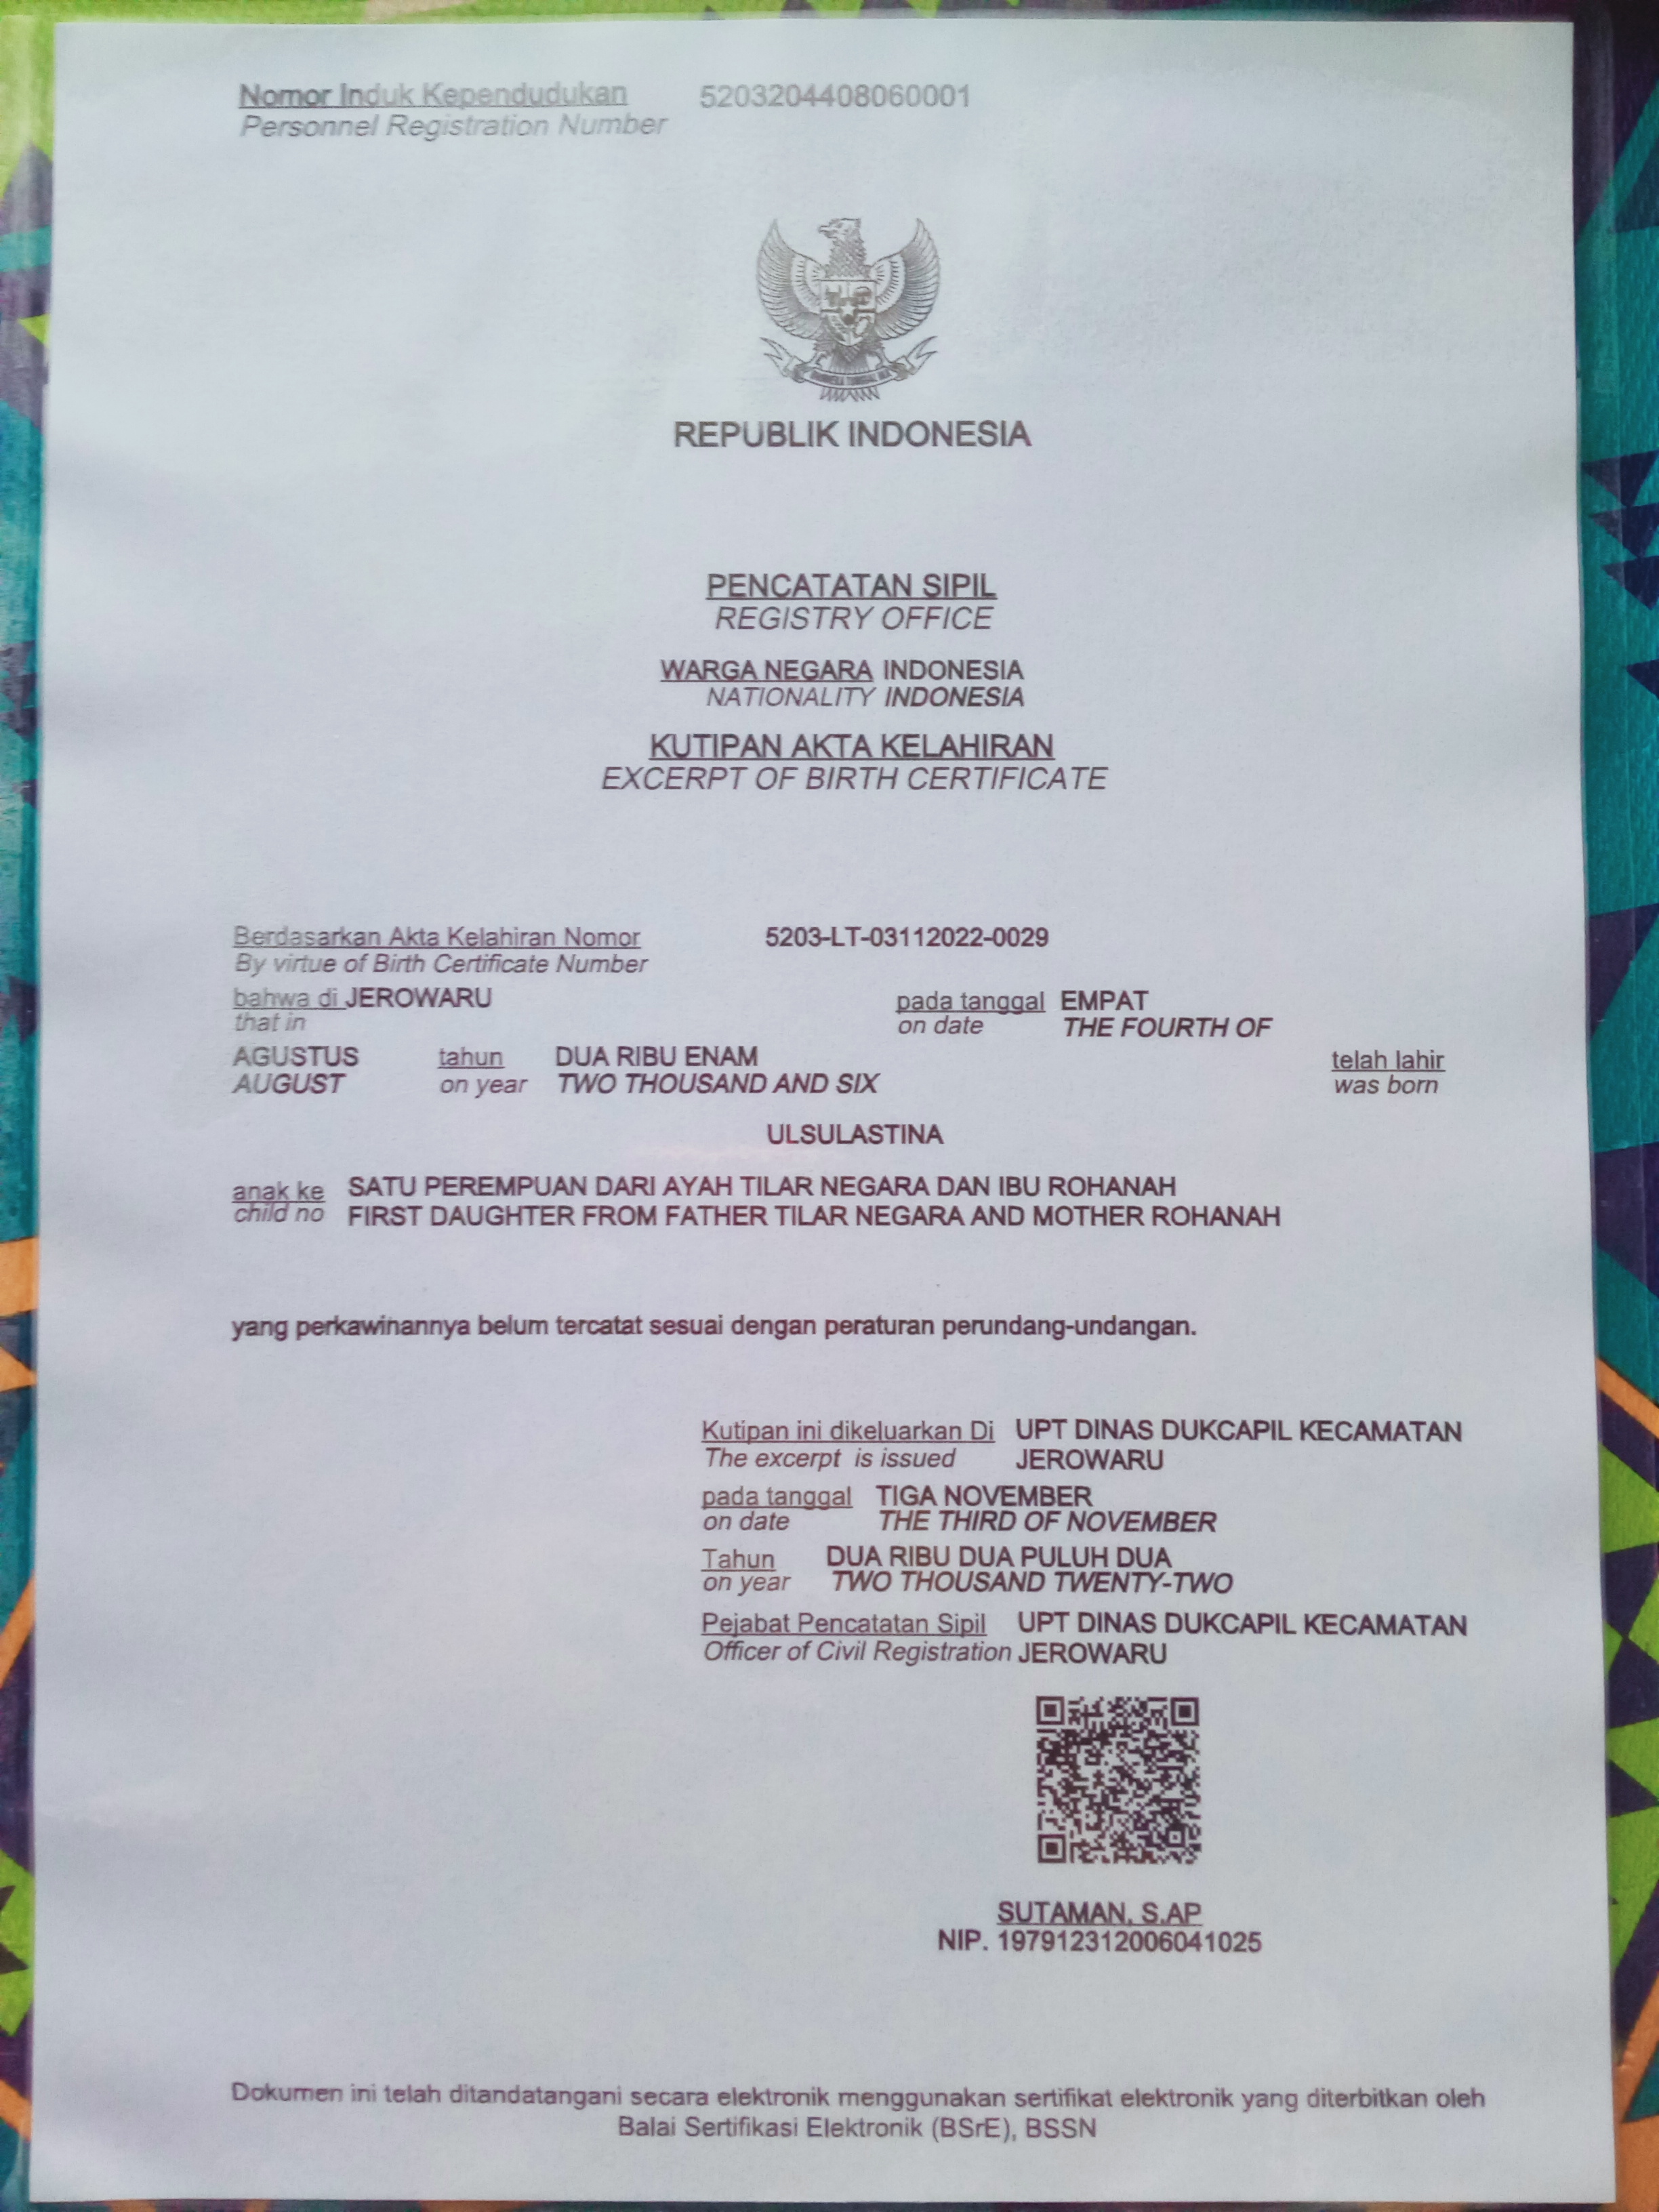 Nomor Induk Kependudukan 5203204408060001
Personnel Registration Number
REPUBLIK INDONESIA
PENCATATAN SIPIL
REGISTRY OFFICE
WARGA NEGARA INDONESIA
NATIONALITY INDONESIA
KUTIPAN AKTA KELAHIRAN
EXCERPT OF BIRTH CERTIFICATE
Berdasarkan Akta Kelahiran Nomor 5203-LT-03112022-0029
By virtue of Birth Certificate Number
bahwa di JEROWARU pada tanggal EMPAT
that in on date THE FOURTH OF
AGUSTUS tahun DUA RIBU ENAM telah lahir
AUGUST on year TWO THOUSAND AND SIX was born
ULSULASTINA
anak ke SATU PEREMPUAN DARI AYAH TILAR NEGARA DAN IBU ROHANAH
child no FIRST DAUGHTER FROM FATHER TILAR NEGARA AND MOTHER ROHANAH
yang perkawinannya belum tercatat sesuai dengan peraturan perundang-undangan.
Kutipan ini dikeluarkan Di UPT DINAS DUKCAPIL KECAMATAN
The excerpt is issued JEROWARU
pada tanggal TIGA NOVEMBER
on date THE THIRD OF NOVEMBER
Tahun DUA RIBU DUA PULUH DUA
on year TWO THOUSAND TWENTY-TWO
Pejabat Pencatatan Sipil UPT DINAS DUKCAPIL KECAMATAN
Officer of Civil Registration JEROWARU
SUTAMAN, S.AP
NIP. 197912312006041025
Dokumen ini telah ditandatangani secara elektronik menggunakan sertifikat elektronik yang diterbitkan oleh
Balai Sertifikasi Elektronik (BSrE), BSSN